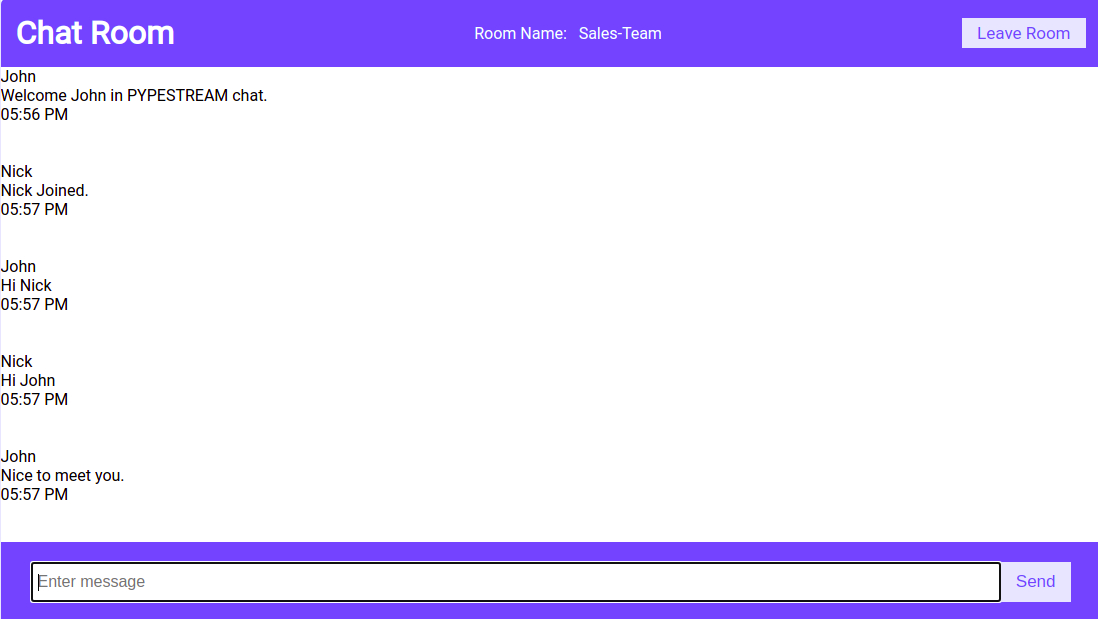 Chat Room
Room Name: Sales-Team
Leave Room
John
Welcome John in PYPESTREAM chat.
05:56 PM
Nick
Nick Joined.
05:57 PM
John
Hi Nick
05:57 PM
Nick
Hi John
05:57 PM
John
Nice to meet you.
05:57 PM
Enter message
Send